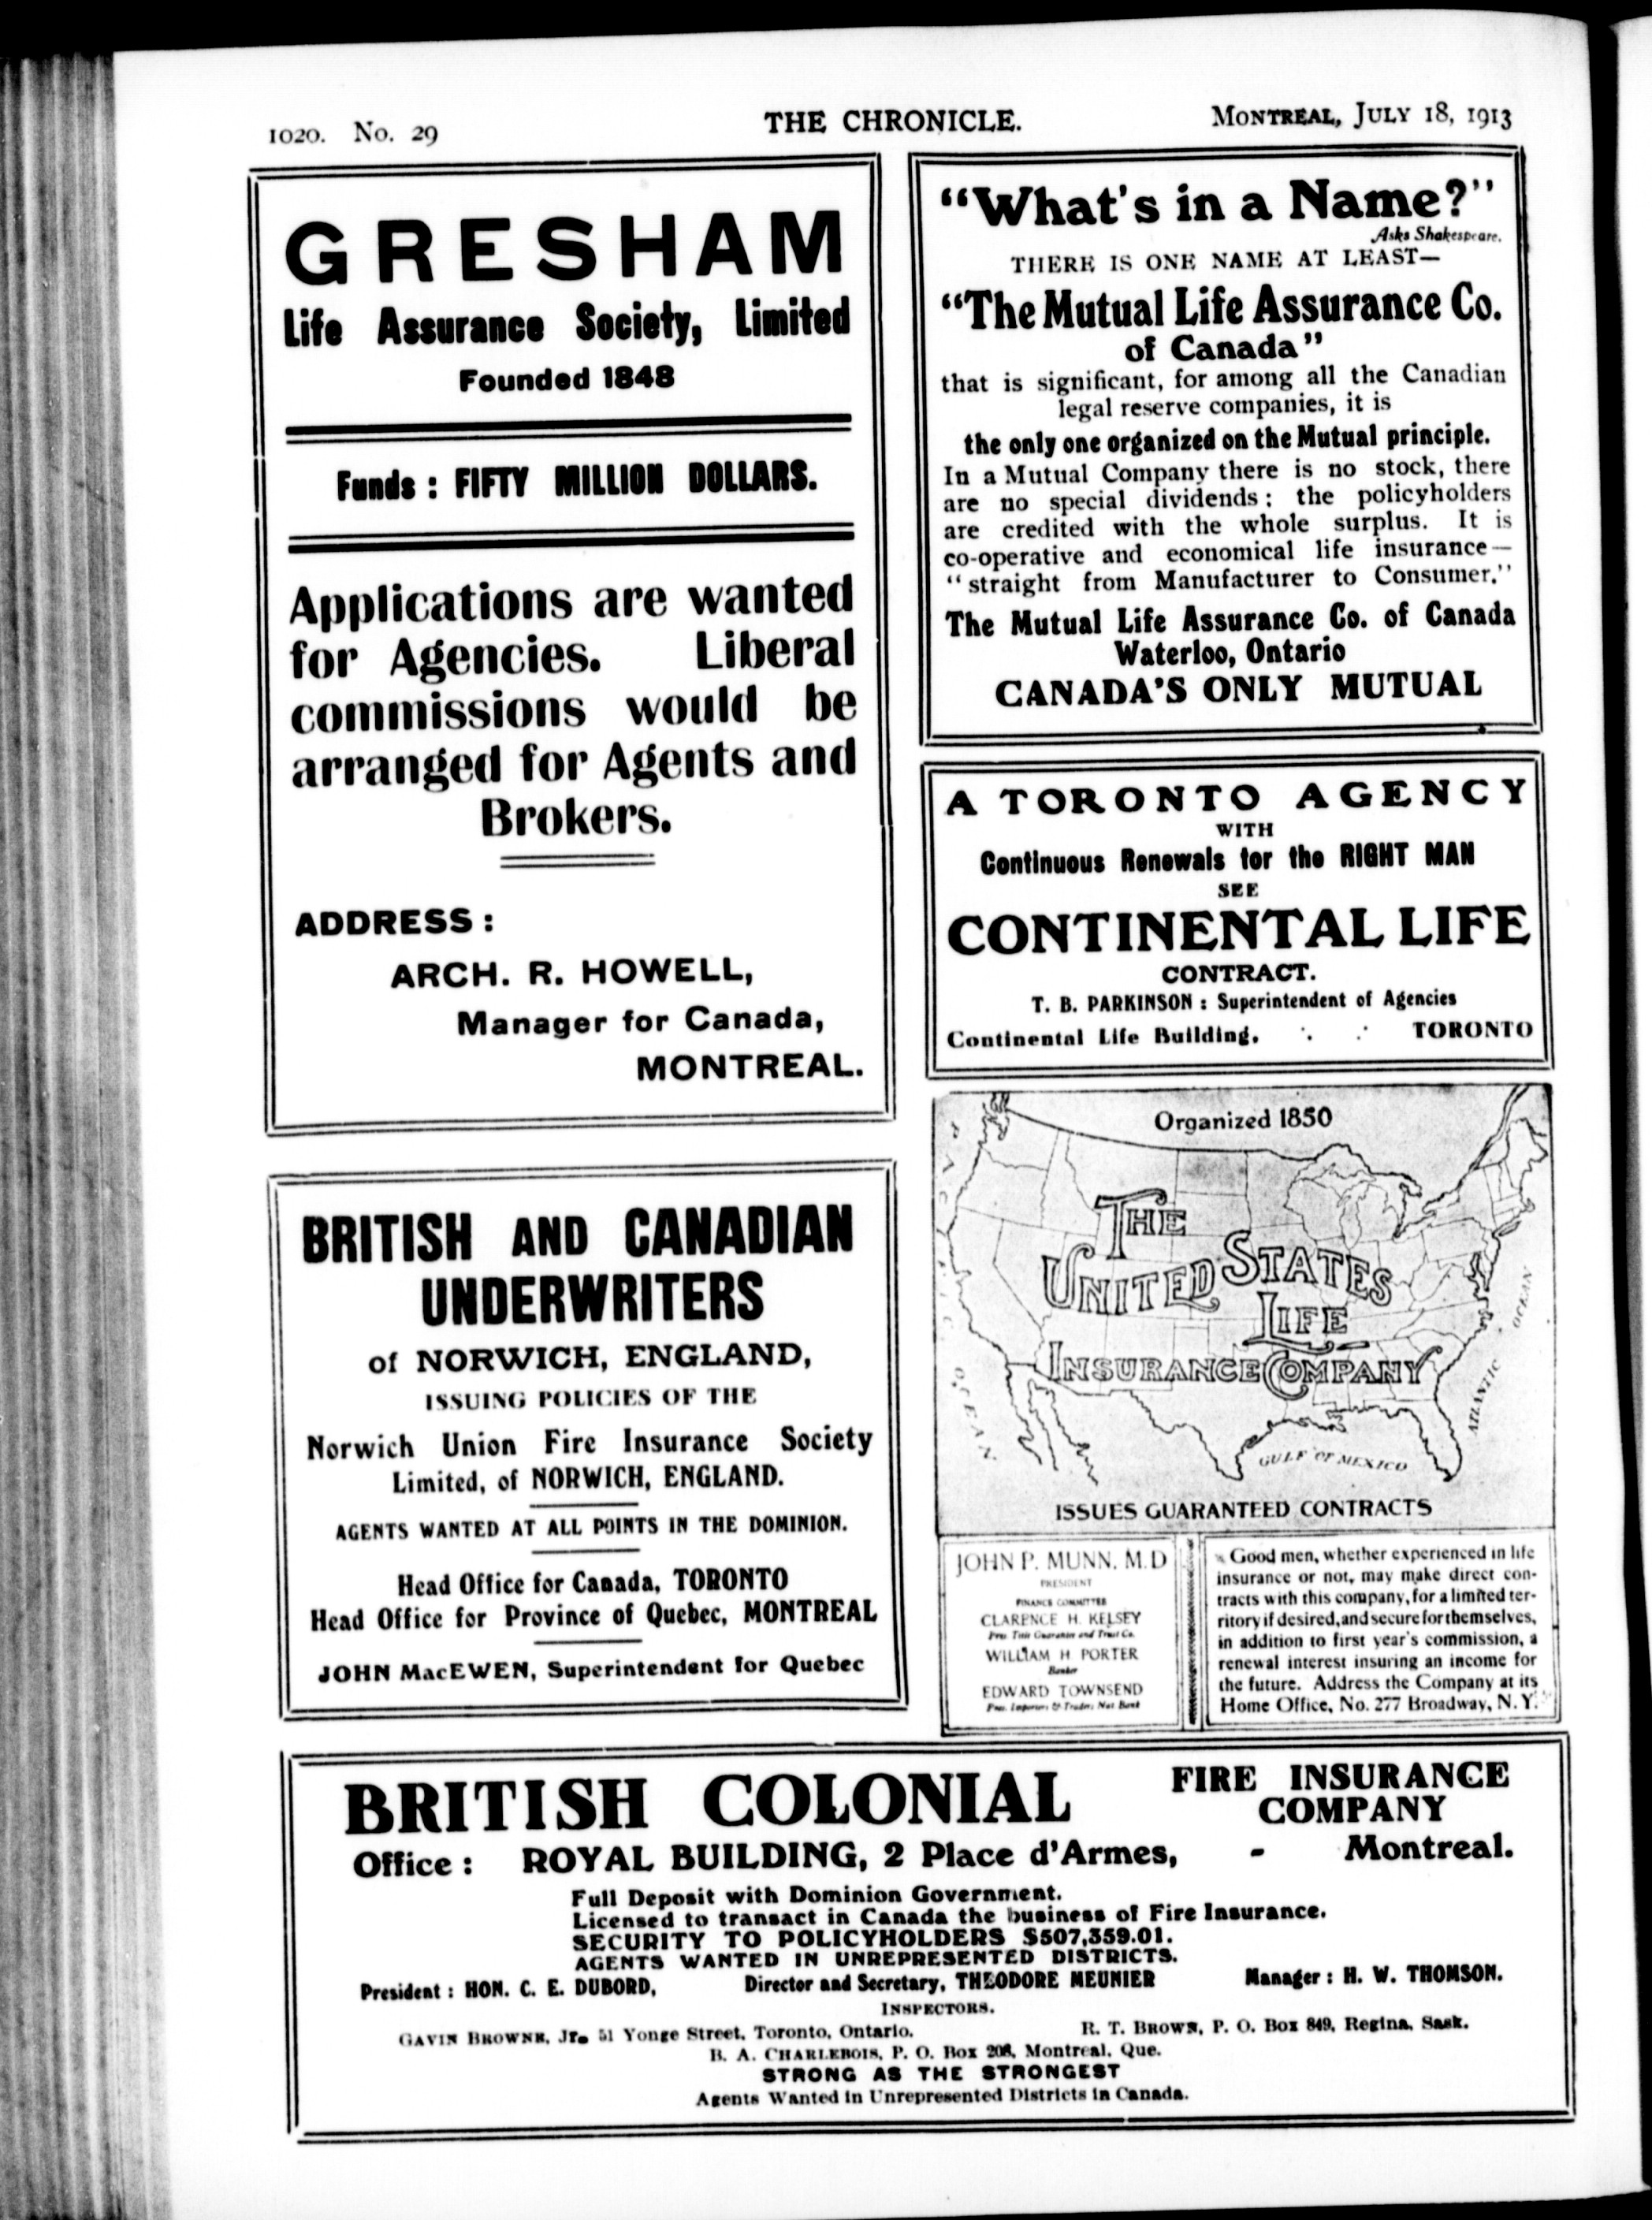 1020. No. 29
THE CHRONICLE.
MONTREAL, JULY 18, 1913
GRESHAM
Life Assurance Society, Limited
Founded 1848
Funds : FIFTY MILLION DOLLARS.
Applications are wanted
for Agencies. Liberal
commissions would be
arranged for Agents and
Brokers.
ADDRESS :
ARCH. R. HOWELL,
Manager for Canada,
MONTREAL.
BRITISH AND CANADIAN
UNDERWRITERS
of NORWICH, ENGLAND,
ISSUING POLICIES OF THE
Norwich Union Fire Insurance Society
Limited, of NORWICH, ENGLAND.
AGENTS WANTED AT ALL POINTS IN THE DOMINION.
Head Office for Canada, TORONTO
Head Office for Province of Quebec, MONTREAL
JOHN MacEWEN, Superintendent for Quebec
"What's in a Name?"
Asks Shakespeare.
THERE IS ONE NAME AT LEAST—
"The Mutual Life Assurance Co.
of Canada"
that is significant, for among all the Canadian
legal reserve companies, it is
the only one organized on the Mutual principle.
In a Mutual Company there is no stock, there
are no special dividends ; the policyholders
are credited with the whole surplus. It is
co-operative and economical life insurance—
"straight from Manufacturer to Consumer."
The Mutual Life Assurance Co. of Canada
Waterloo, Ontario
CANADA'S ONLY MUTUAL
A TORONTO AGENCY
WITH
Continuous Renewals for the RIGHT MAN
SEE
CONTINENTAL LIFE
CONTRACT.
T. B. PARKINSON : Superintendent of Agencies
Continental Life Building, TORONTO
Organized 1850
THE
UNITED STATES
LIFE
INSURANCE COMPANY
PACIFIC OCEAN
ATLANTIC OCEAN
GULF OF MEXICO
ISSUES GUARANTEED CONTRACTS
JOHN P. MUNN, M.D
PRESIDENT
FINANCE COMMITTEE
CLARENCE H. KELSEY
Pres. Title Guarantee and Trust Co.
WILLIAM H. PORTER
Banker
EDWARD TOWNSEND
Pres. Importers & Traders Nat. Bank
Good men, whether experienced in life
insurance or not, may make direct con-
tracts with this company, for a limited ter-
ritory if desired, and secure for themselves,
in addition to first year's commission, a
renewal interest insuring an income for
the future. Address the Company at its
Home Office, No. 277 Broadway, N. Y.
BRITISH COLONIAL FIRE INSURANCE
COMPANY
Office : ROYAL BUILDING, 2 Place d'Armes, - Montreal.
Full Deposit with Dominion Government.
Licensed to transact in Canada the business of Fire Insurance.
SECURITY TO POLICYHOLDERS $507,359.01.
AGENTS WANTED IN UNREPRESENTED DISTRICTS.
President : HON. C. E. DUBORD, Director and Secretary, THEODORE MEUNIER Manager : H. W. THOMSON.
INSPECTORS.
GAVIN BROWNE, Jr. 51 Yonge Street, Toronto, Ontario. R. T. BROWN, P. O. Box 849, Regina, Sask.
B. A. CHARLEBOIS, P. O. Box 208, Montreal, Que.
STRONG AS THE STRONGEST
Agents Wanted in Unrepresented Districts in Canada.